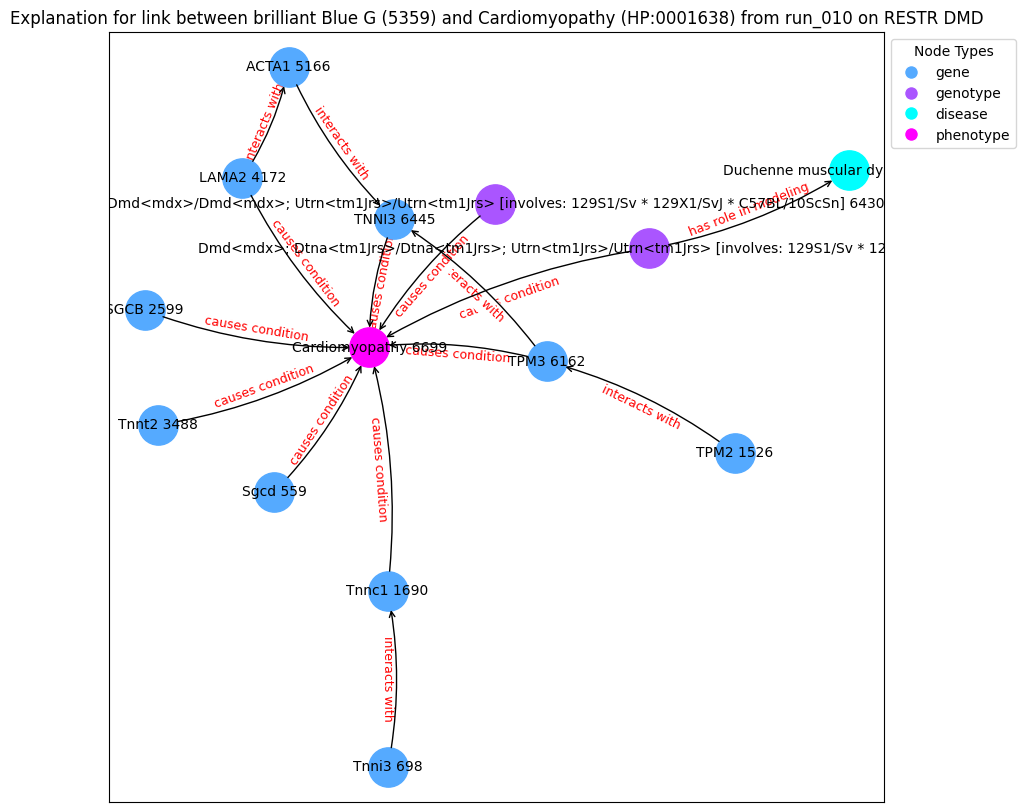 Explanation for link between brilliant Blue G (5359) and Cardiomyopathy (HP:0001638) from run_010 on RESTR DMD
Node Types
gene
genotype
disease
phenotype
ACTA1 5166
interacts with
interacts with
LAMA2 4172
Duchenne muscular dy
has role in modeling
Dmd<mdx>/Dmd<mdx>; Utrn<tm1Jrs>/Utrn<tm1Jrs> [involves: 129S1/Sv * 129X1/SvJ * C57BL/10ScSn] 6430
TNNI3 6445
Dmd<mdx>; Dtna<tm1Jrs>/Dtna<tm1Jrs>; Utrn<tm1Jrs>/Utrn<tm1Jrs> [involves: 129S1/Sv * 12
causes condition
causes condition
causes condition
eracts with
condition
SGCB 2599
causes condition
Cardiomyopathy 6699
causes condition
TPM3 6162
causes condition
interacts with
causes condition
Tnnt2 3488
TPM2 1526
causes condition
Sgcd 559
Tnnc1 1690
interacts with
Tnni3 698